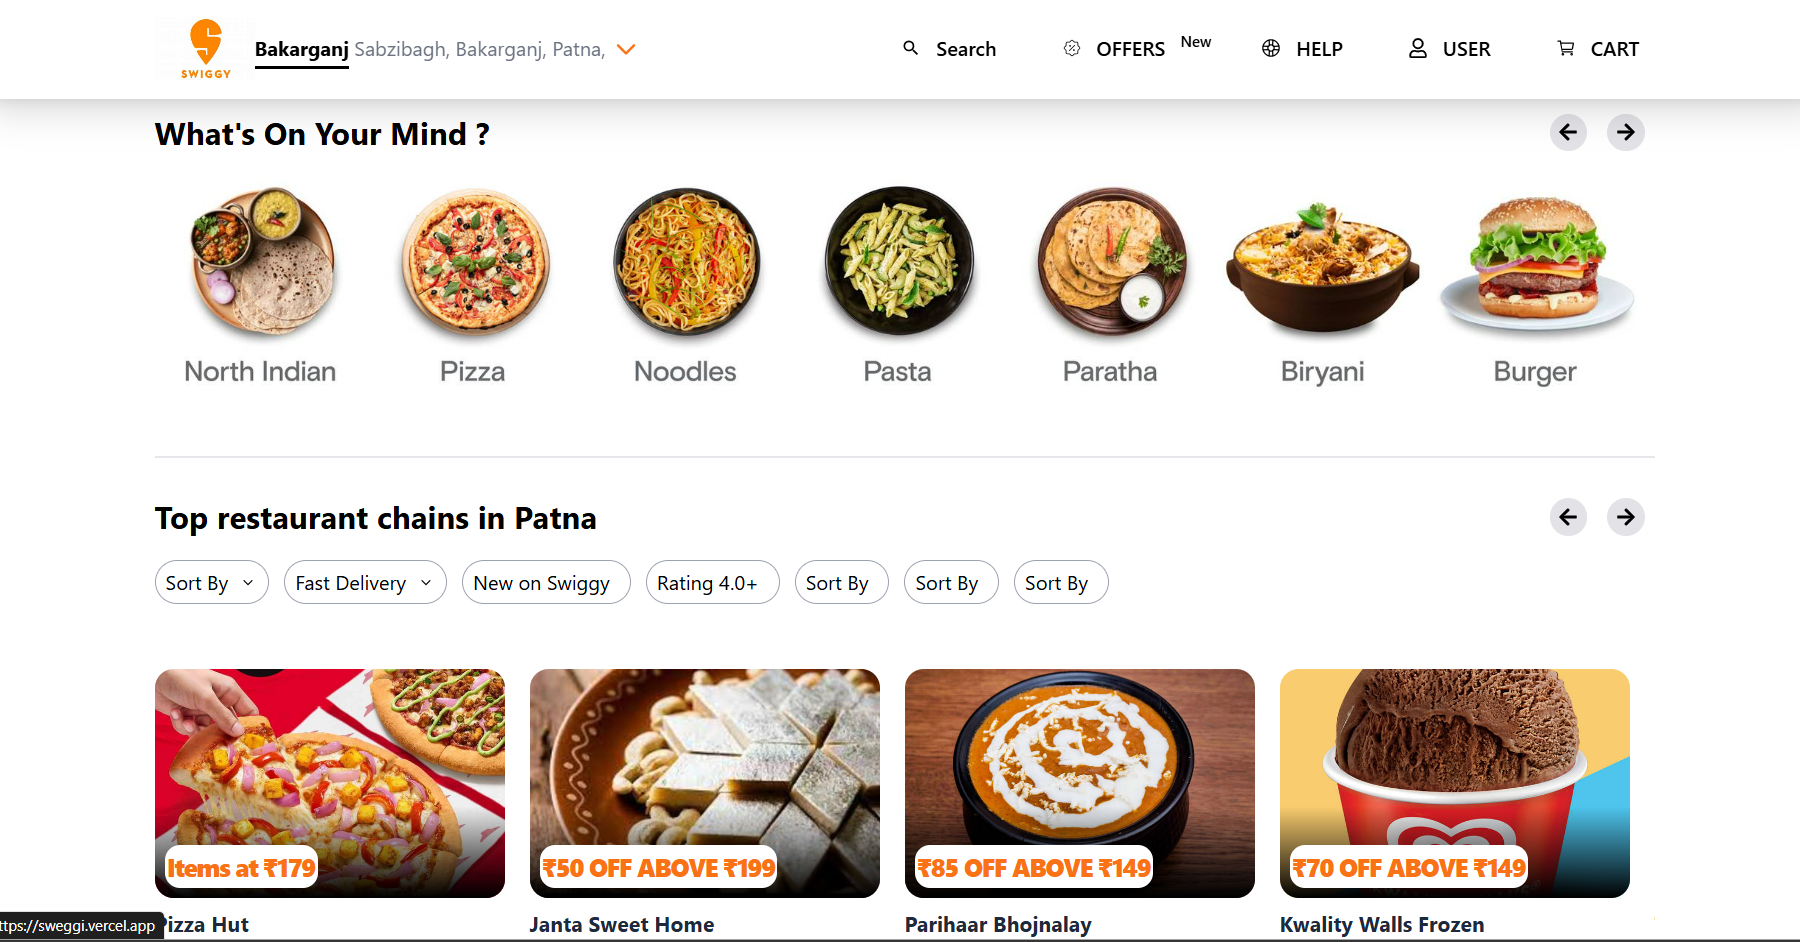 SWIGGY
Bakarganj Sabzibagh, Bakarganj, Patna,
Search
OFFERS New
HELP
USER
CART
What's On Your Mind ?
North Indian
Pizza
Noodles
Pasta
Paratha
Biryani
Burger
Top restaurant chains in Patna
Sort By
Fast Delivery
New on Swiggy
Rating 4.0+
Sort By
Sort By
Sort By
Items at ₹179
₹50 OFF ABOVE ₹199
₹85 OFF ABOVE ₹149
₹70 OFF ABOVE ₹149
Pizza Hut
Janta Sweet Home
Parihaar Bhojnalay
Kwality Walls Frozen
ttps://sweggi.vercel.app